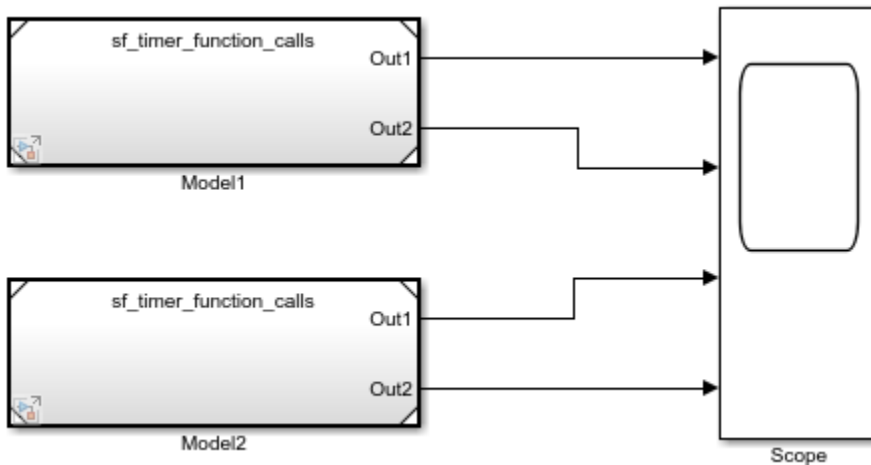 sf_timer_function_calls
Out1
Out2
Model1
sf_timer_function_calls
Out1
Out2
Model2
Scope